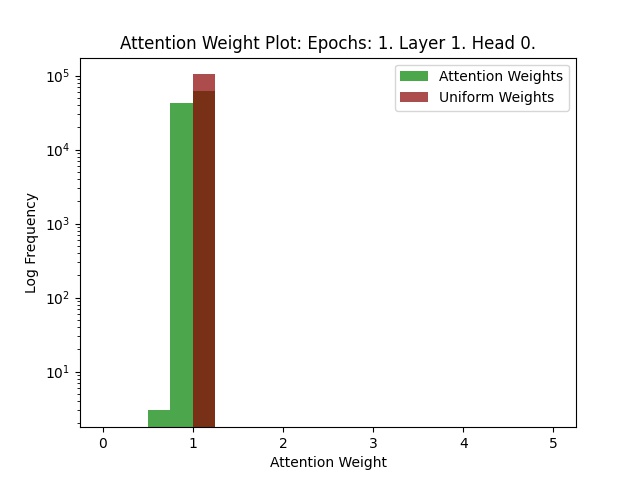 Attention Weight Plot: Epochs: 1. Layer 1. Head 0.
Attention Weights
Uniform Weights
10^5
10^4
10^3
10^2
10^1
Log Frequency
0 1 2 3 4 5
Attention Weight